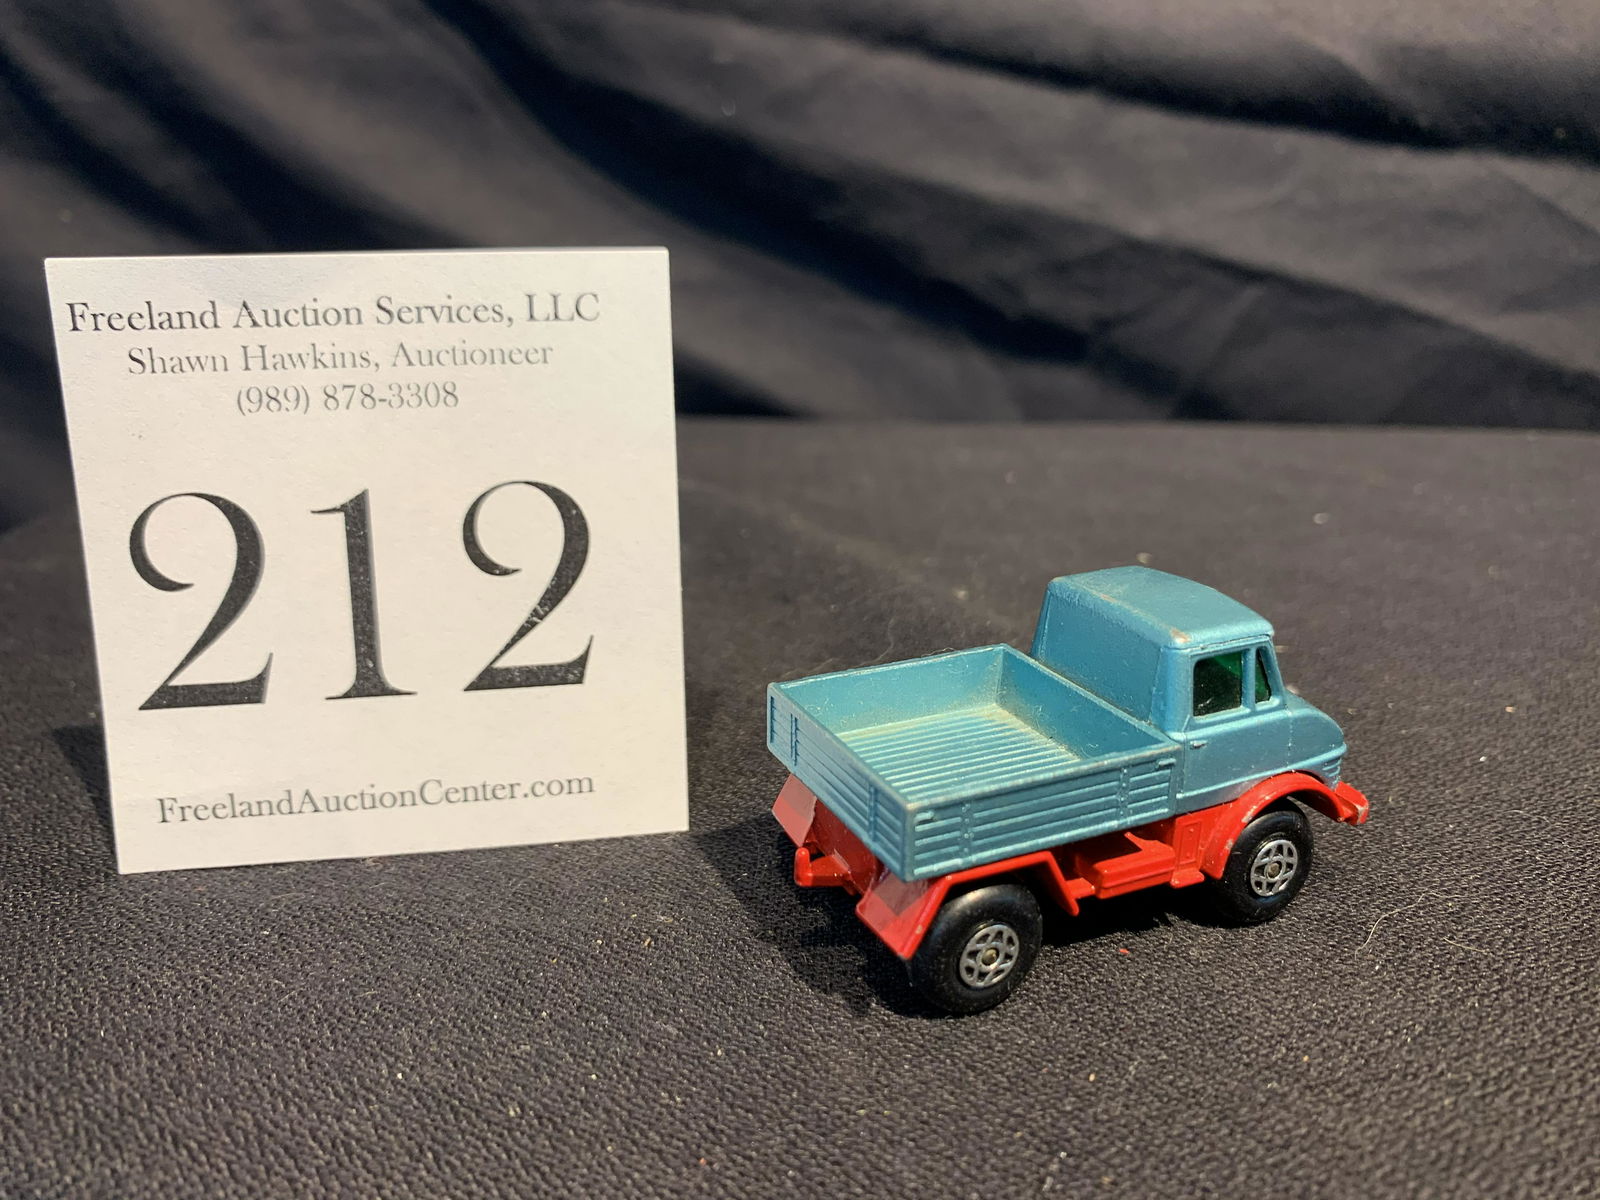 Freeland Auction Services, LLC
Shawn Hawkins, Auctioneer
(989) 878-3308
212
FreelandAuctionCenter.com